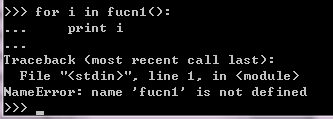 >>> for i in fucn1():
...     print i
...
Traceback (most recent call last):
  File "<stdin>", line 1, in <module>
NameError: name 'fucn1' is not defined
>>> _